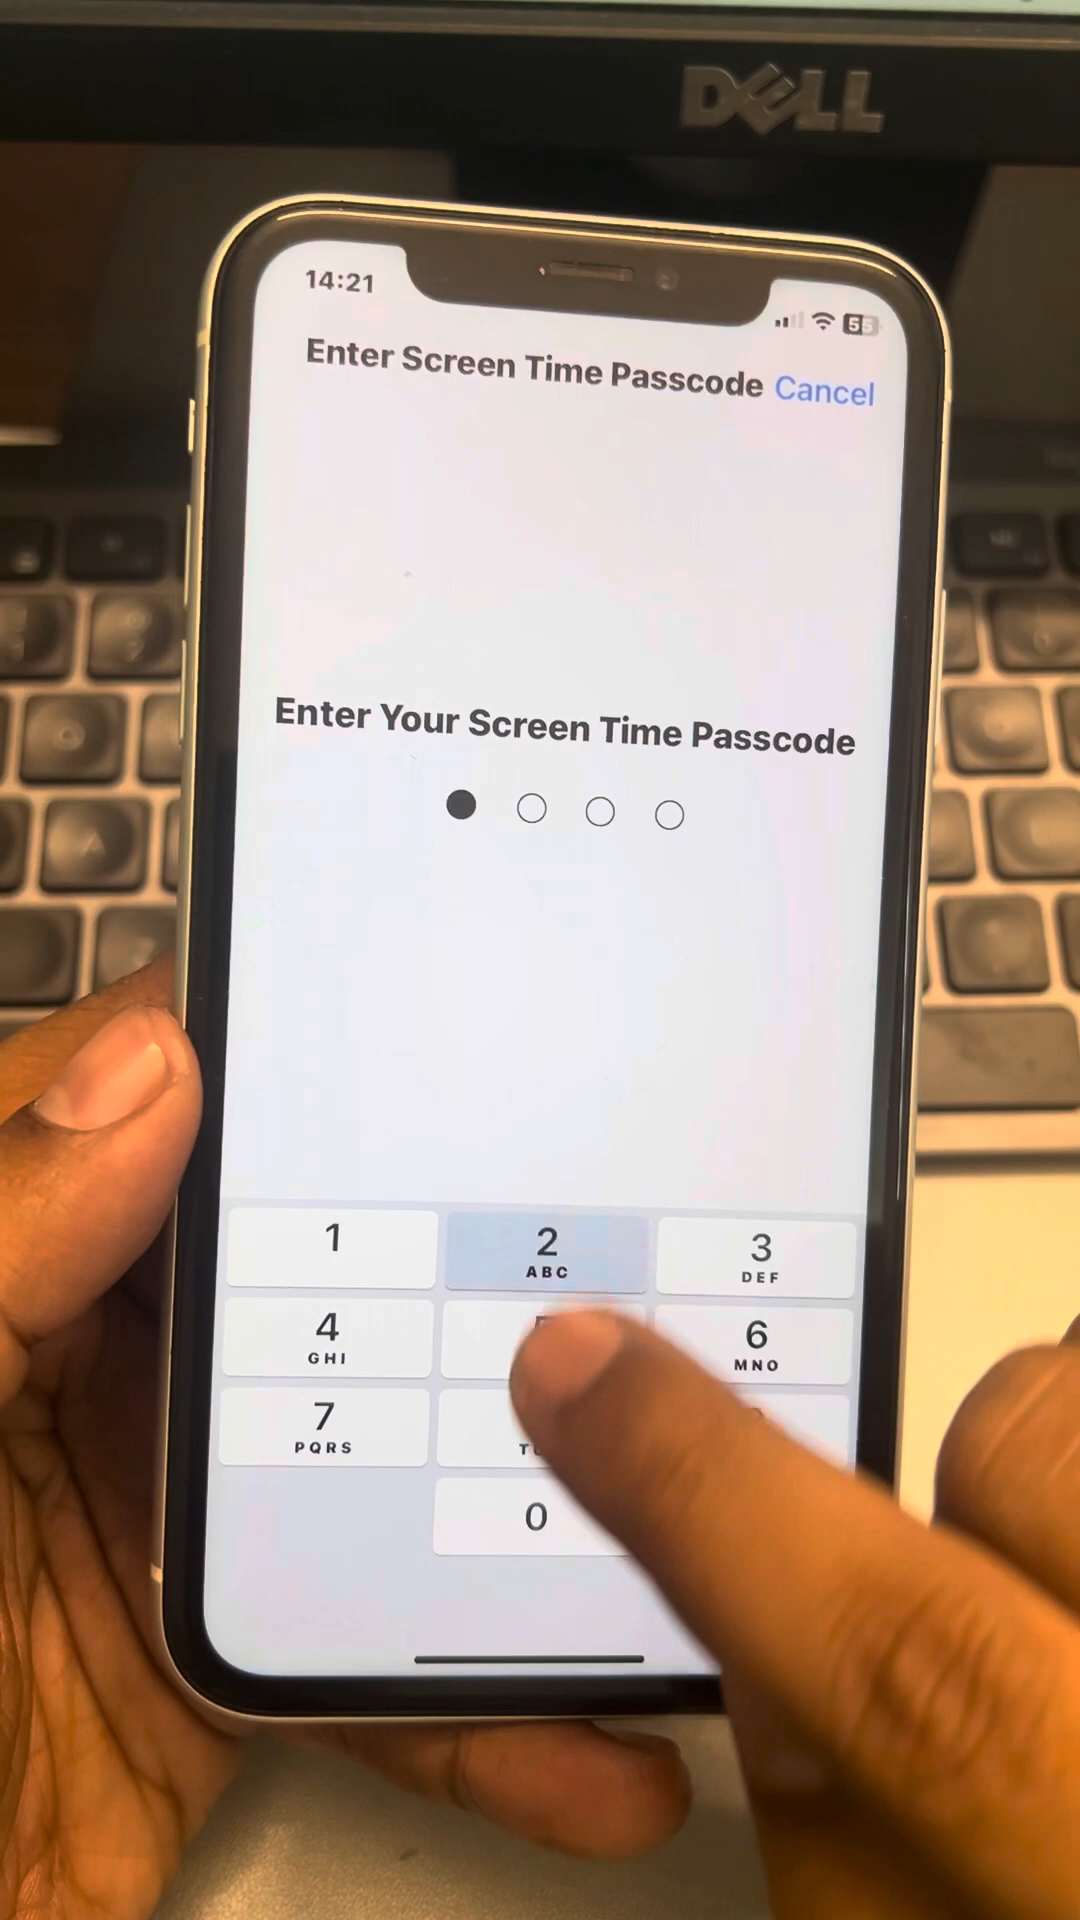 DELL
14:21
55
Enter Screen Time Passcode Cancel
Enter Your Screen Time Passcode
1
2
ABC
3
DEF
4
GHI
6
MNO
7
PQRS
0